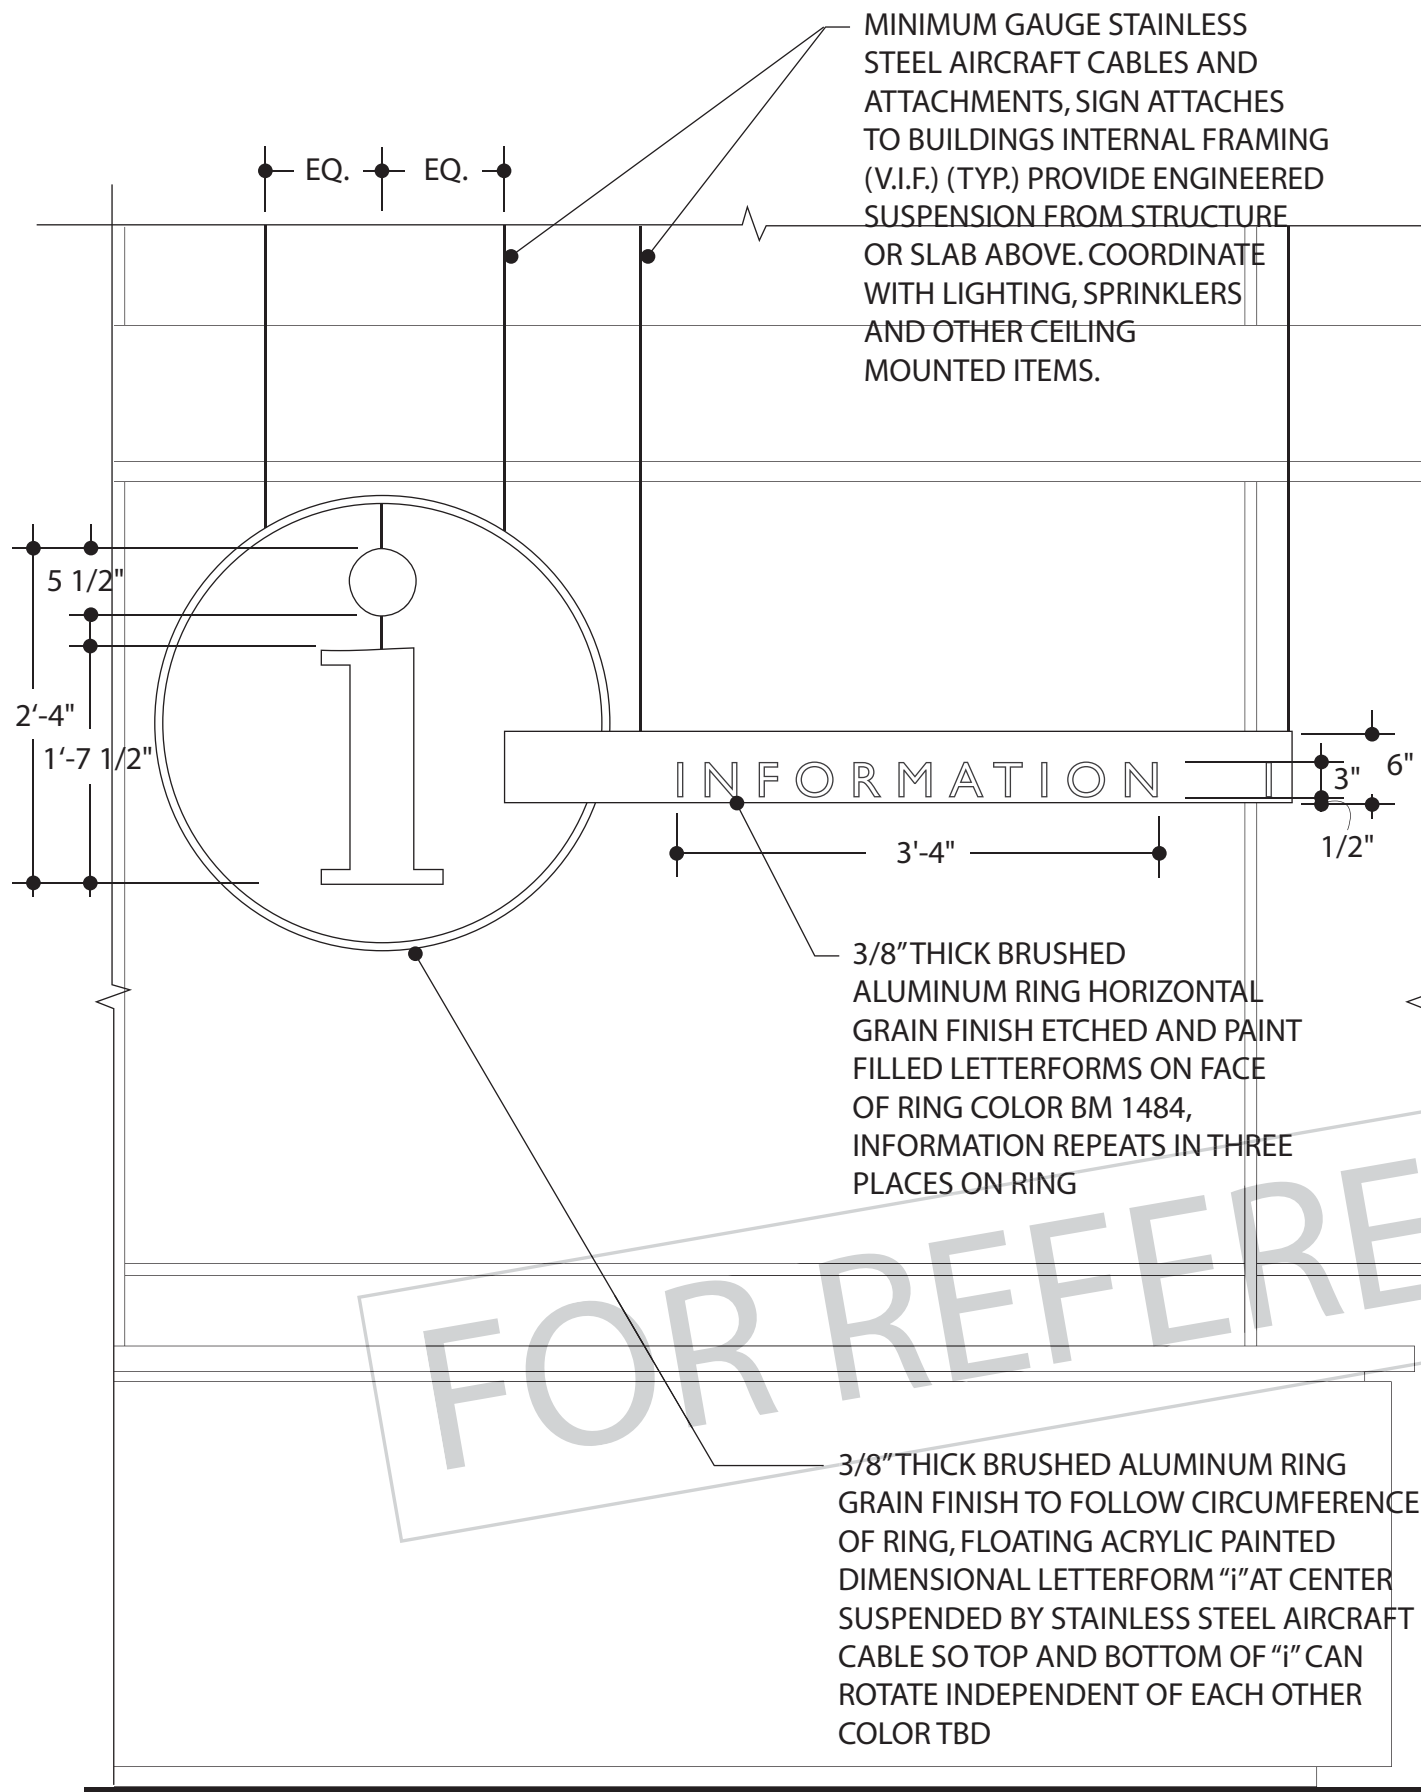 MINIMUM GAUGE STAINLESS
STEEL AIRCRAFT CABLES AND
ATTACHMENTS, SIGN ATTACHES
TO BUILDINGS INTERNAL FRAMING
(V.I.F.) (TYP.) PROVIDE ENGINEERED
SUSPENSION FROM STRUCTURE
OR SLAB ABOVE. COORDINATE
WITH LIGHTING, SPRINKLERS
AND OTHER CEILING
MOUNTED ITEMS.
EQ. EQ.
5 1/2"
2'-4"
1'-7 1/2"
i
INFORMATION I
3"
6"
1/2"
3'-4"
3/8" THICK BRUSHED
ALUMINUM RING HORIZONTAL
GRAIN FINISH ETCHED AND PAINT
FILLED LETTERFORMS ON FACE
OF RING COLOR BM 1484,
INFORMATION REPEATS IN THREE
PLACES ON RING
FOR REFERE
3/8" THICK BRUSHED ALUMINUM RING
GRAIN FINISH TO FOLLOW CIRCUMFERENCE
OF RING, FLOATING ACRYLIC PAINTED
DIMENSIONAL LETTERFORM "i" AT CENTER
SUSPENDED BY STAINLESS STEEL AIRCRAFT
CABLE SO TOP AND BOTTOM OF "i" CAN
ROTATE INDEPENDENT OF EACH OTHER
COLOR TBD